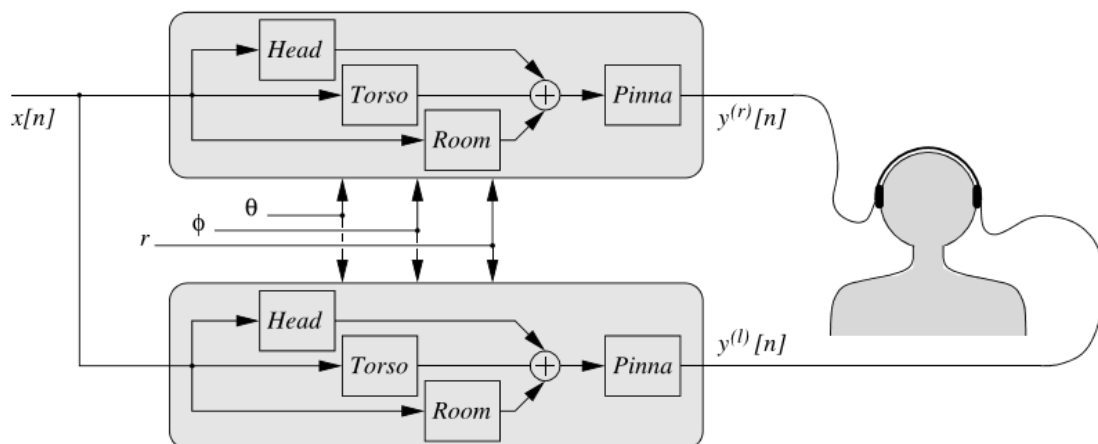 Head
Torso
Pinna
x[n]
Room
y^{(r)}[n]
θ
ϕ
r
Head
y^{(l)}[n]
Torso
Pinna
Room